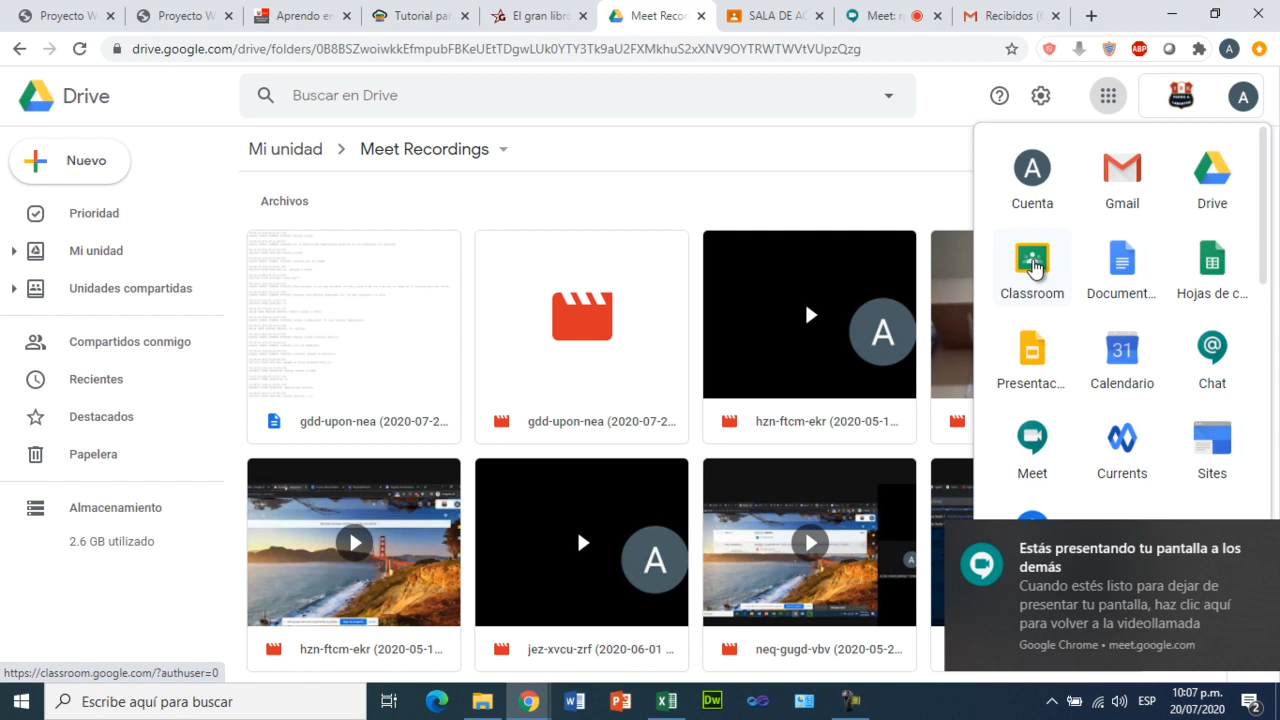 Proyecto W
Proyecto W
Aprendo en
Tutorial par
El gran libro
Meet Reco
SALA DE AC
Meet: r
Recibidos (
drive.google.com/drive/folders/0B8BSZwoiwkkEfmpubFBKeUEtTDgwLUk0YTY3Tk9aU2FXMkhuS2xXNV9OYTRWTWVtVUpzQzg
ABP
A
Drive
Buscar en Drive
A
Nuevo
Mi unidad
Meet Recordings
Archivos
Prioridad
Mi unidad
Unidades compartidas
Compartidos conmigo
Recientes
Destacados
Papelera
Almacenamiento
2.6 GB utilizado
A
gdd-upon-nea (2020-07-2...
gdd-upon-nea (2020-07-2...
hzn-ftcm-ekr (2020-05-1...
A
A
hzn-ftcm-ekr (2020-05-1...
jez-xvcu-zrf (2020-06-01 ...
neq-gugd-vbv (2020-05-2...
A
Cuenta
Gmail
Drive
Classroom
Document...
Hojas de c...
Presentac...
31
Calendario
Chat
Meet
Currents
Sites
Estás presentando tu pantalla a los
demás
Cuando estés listo para dejar de
presentar tu pantalla, haz clic aquí
para volver a la videollamada
Google Chrome • meet.google.com
https://classroom.google.com/?authuser=0
Escribe aquí para buscar
Dw
ESP
10:07 p.m.
20/07/2020
2